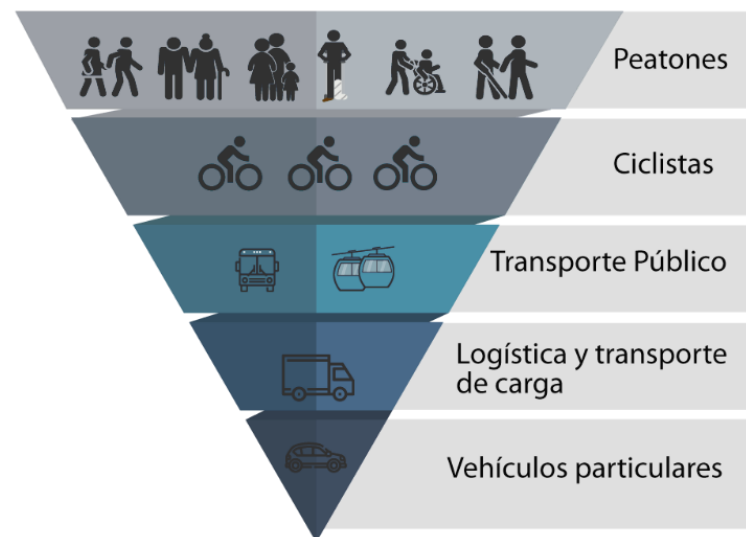 Peatones
Ciclistas
Transporte Público
Logística y transporte
de carga
Vehículos particulares